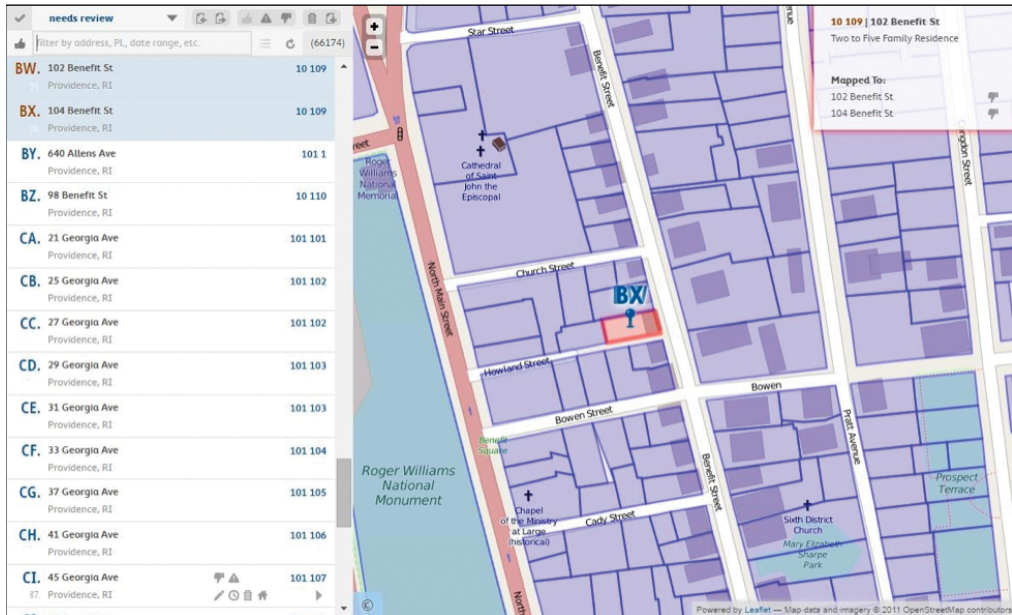 needs review
Filter by address, PL, date range, etc.
(66174)
BW. 102 Benefit St 10 109
Providence, RI
BX. 104 Benefit St 10 109
Providence, RI
BY. 640 Allens Ave 101 1
Providence, RI
BZ. 98 Benefit St 10 110
Providence, RI
CA. 21 Georgia Ave 101 101
Providence, RI
CB. 25 Georgia Ave 101 102
Providence, RI
CC. 27 Georgia Ave 101 102
Providence, RI
CD. 29 Georgia Ave 101 103
Providence, RI
CE. 31 Georgia Ave 101 103
Providence, RI
CF. 33 Georgia Ave 101 104
Providence, RI
CG. 37 Georgia Ave 101 105
Providence, RI
CH. 41 Georgia Ave 101 106
Providence, RI
CI. 45 Georgia Ave 101 107
87. Providence, RI
+
−
Star Street
Benefit Street
10 109 | 102 Benefit St
Two to Five Family Residence
Mapped To:
102 Benefit St
104 Benefit St
Congdon Street
Roger
Williams
National
Memorial
Cathedral
of Saint
John the
Episcopal
North Main Street
Church Street
BX
Howland Street
Bowen
Bowen Street
Benefit
Square
Pratt Avenue
Roger Williams
National
Monument
Benefit Street
Prospect
Terrace
Chapel
of the Ministry
at Large
(historical)
Cady Street
Sixth District
Church
Mary Elizabeth
Sharpe
Park
North
©
Powered by Leaflet — Map data and imagery © 2011 OpenStreetMap contributors